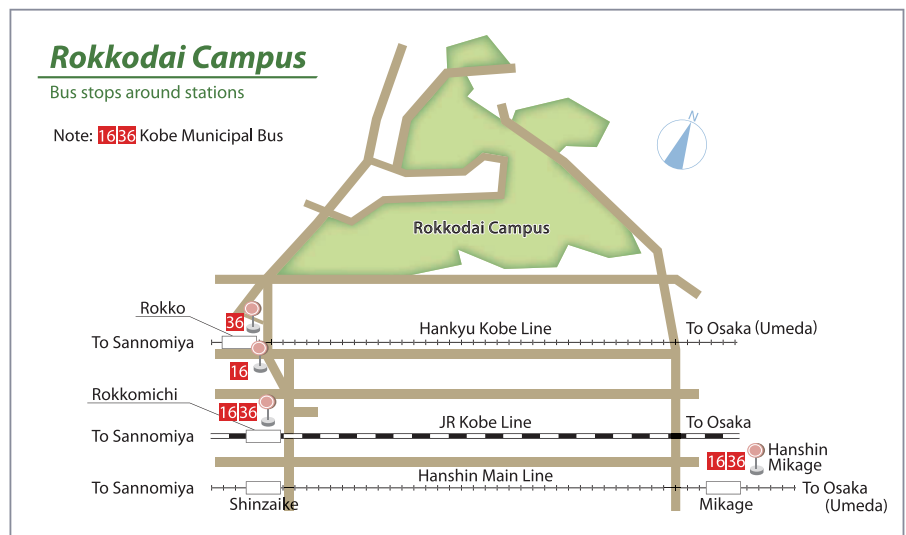 Rokkodai Campus
Bus stops around stations
Note: 16 36 Kobe Municipal Bus
N
Rokkodai Campus
Rokko
36
Hankyu Kobe Line
To Osaka (Umeda)
To Sannomiya
16
Rokkomichi
16 36
JR Kobe Line
To Osaka
To Sannomiya
16 36
Hanshin
Mikage
Hanshin Main Line
To Sannomiya
To Osaka
(Umeda)
Shinzaike
Mikage